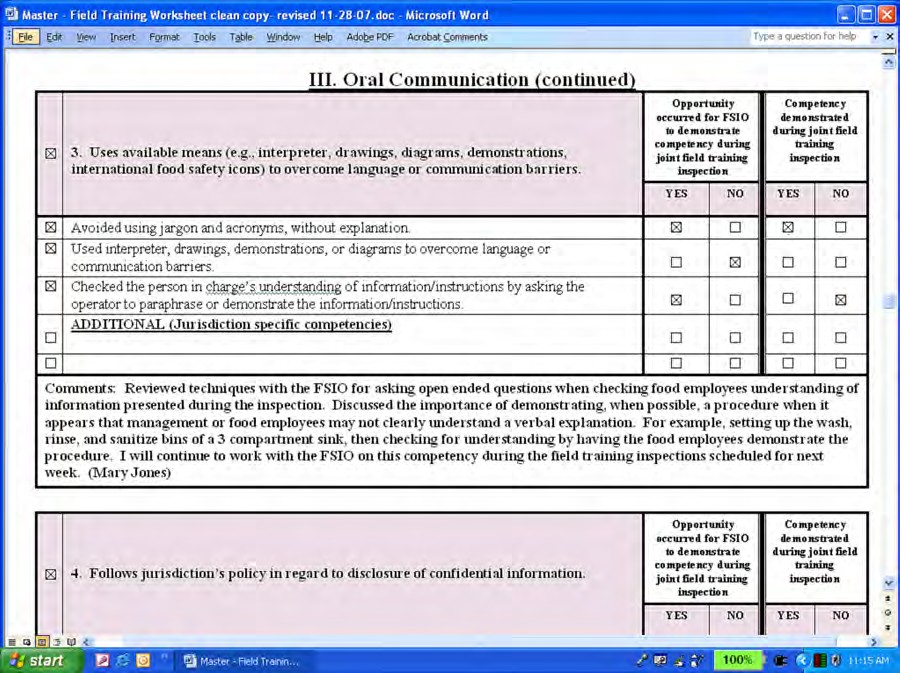 Master - Field Training Worksheet clean copy- revised 11-28-07.doc - Microsoft Word
File Edit View Insert Format Tools Table Window Help Adobe PDF Acrobat Comments
Type a question for help
III. Oral Communication (continued)
3. Uses available means (e.g., interpreter, drawings, diagrams, demonstrations,
international food safety icons) to overcome language or communication barriers.
Opportunity
occurred for FSIO
to demonstrate
competency during
joint field training
inspection
Competency
demonstrated
during joint field
training
inspection
YES NO YES NO
Avoided using jargon and acronyms, without explanation.
Used interpreter, drawings, demonstrations, or diagrams to overcome language or
communication barriers.
Checked the person in charge's understanding of information/instructions by asking the
operator to paraphrase or demonstrate the information/instructions.
ADDITIONAL (Jurisdiction specific competencies)
Comments: Reviewed techniques with the FSIO for asking open ended questions when checking food employees understanding of
information presented during the inspection. Discussed the importance of demonstrating, when possible, a procedure when it
appears that management or food employees may not clearly understand a verbal explanation. For example, setting up the wash,
rinse, and sanitize bins of a 3 compartment sink, then checking for understanding by having the food employees demonstrate the
procedure. I will continue to work with the FSIO on this competency during the field training inspections scheduled for next
week. (Mary Jones)
4. Follows jurisdiction's policy in regard to disclosure of confidential information.
Opportunity
occurred for FSIO
to demonstrate
competency during
joint field training
inspection
Competency
demonstrated
during joint field
training
inspection
YES NO YES NO
start
Master - Field Trainin...
100%
11:15 AM